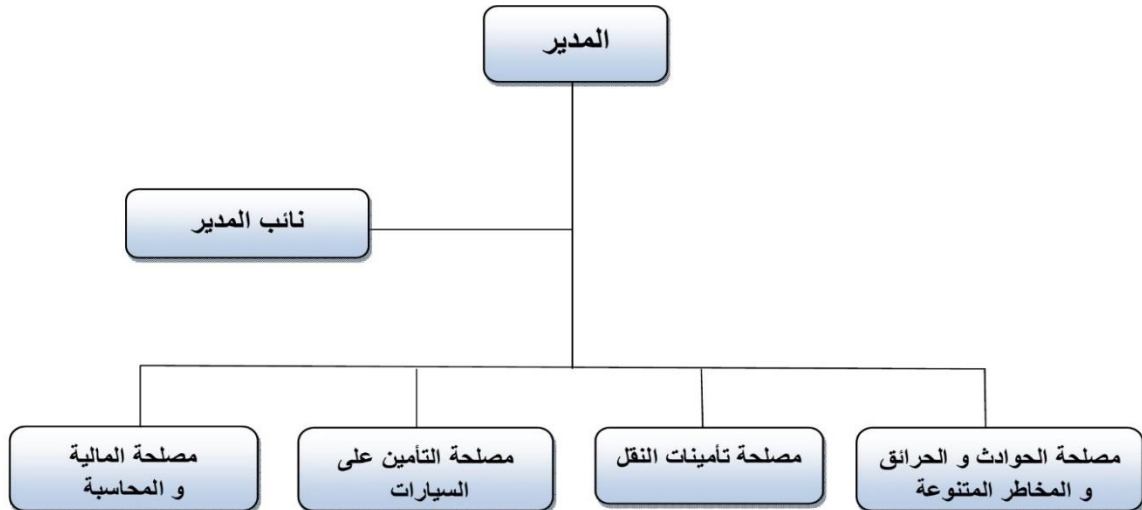 المدير
نائب المدير
مصلحة الحوادث و الحرائق
و المخاطر المتنوعة
مصلحة تأمينات النقل
مصلحة التأمين على
السيارات
مصلحة المالية
و المحاسبة